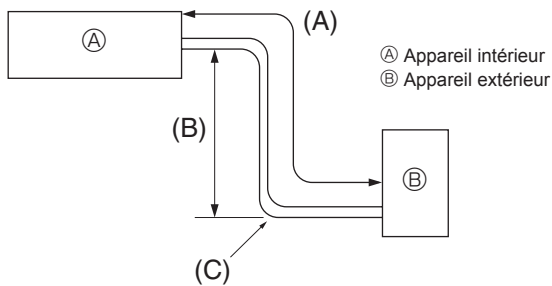 Ⓐ
(A)
Ⓐ Appareil intérieur
Ⓑ Appareil extérieur
(B)
Ⓑ
(C)